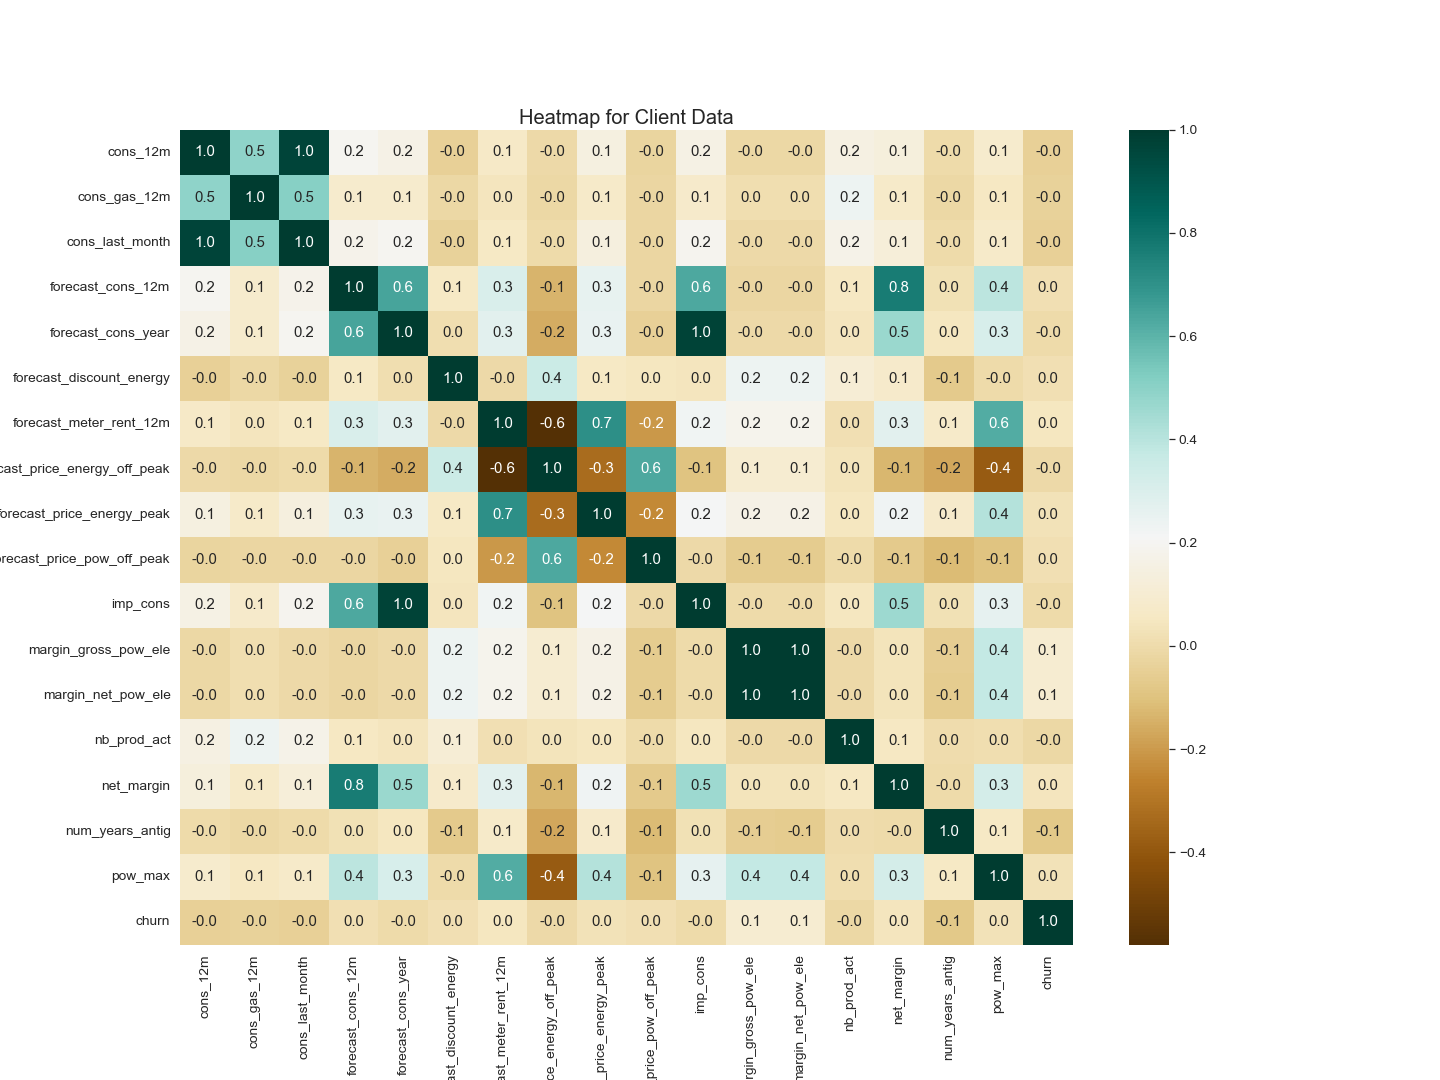 Heatmap for Client Data
cons_12m 1.0 0.5 1.0 0.2 0.2 -0.0 0.1 -0.0 0.1 -0.0 0.2 -0.0 -0.0 0.2 0.1 -0.0 0.1 -0.0
cons_gas_12m 0.5 1.0 0.5 0.1 0.1 -0.0 0.0 -0.0 0.1 -0.0 0.1 0.0 0.0 0.2 0.1 -0.0 0.1 -0.0
cons_last_month 1.0 0.5 1.0 0.2 0.2 -0.0 0.1 -0.0 0.1 -0.0 0.2 -0.0 -0.0 0.2 0.1 -0.0 0.1 -0.0
forecast_cons_12m 0.2 0.1 0.2 1.0 0.6 0.1 0.3 -0.1 0.3 -0.0 0.6 -0.0 -0.0 0.1 0.8 0.0 0.4 0.0
forecast_cons_year 0.2 0.1 0.2 0.6 1.0 0.0 0.3 -0.2 0.3 -0.0 1.0 -0.0 -0.0 0.0 0.5 0.0 0.3 -0.0
forecast_discount_energy -0.0 -0.0 -0.0 0.1 0.0 1.0 -0.0 0.4 0.1 0.0 0.0 0.2 0.2 0.1 0.1 -0.1 -0.0 0.0
forecast_meter_rent_12m 0.1 0.0 0.1 0.3 0.3 -0.0 1.0 -0.6 0.7 -0.2 0.2 0.2 0.2 0.0 0.3 0.1 0.6 0.0
cast_price_energy_off_peak -0.0 -0.0 -0.0 -0.1 -0.2 0.4 -0.6 1.0 -0.3 0.6 -0.1 0.1 0.1 0.0 -0.1 -0.2 -0.4 -0.0
forecast_price_energy_peak 0.1 0.1 0.1 0.3 0.3 0.1 0.7 -0.3 1.0 -0.2 0.2 0.2 0.2 0.0 0.2 0.1 0.4 0.0
orecast_price_pow_off_peak -0.0 -0.0 -0.0 -0.0 -0.0 0.0 -0.2 0.6 -0.2 1.0 -0.0 -0.1 -0.1 -0.0 -0.1 -0.1 -0.1 0.0
imp_cons 0.2 0.1 0.2 0.6 1.0 0.0 0.2 -0.1 0.2 -0.0 1.0 -0.0 -0.0 0.0 0.5 0.0 0.3 -0.0
margin_gross_pow_ele -0.0 0.0 -0.0 -0.0 -0.0 0.2 0.2 0.1 0.2 -0.1 -0.0 1.0 1.0 -0.0 0.0 -0.1 0.4 0.1
margin_net_pow_ele -0.0 0.0 -0.0 -0.0 -0.0 0.2 0.2 0.1 0.2 -0.1 -0.0 1.0 1.0 -0.0 0.0 -0.1 0.4 0.1
nb_prod_act 0.2 0.2 0.2 0.1 0.0 0.1 0.0 0.0 0.0 -0.0 0.0 -0.0 -0.0 1.0 0.1 0.0 0.0 -0.0
net_margin 0.1 0.1 0.1 0.8 0.5 0.1 0.3 -0.1 0.2 -0.1 0.5 0.0 0.0 0.1 1.0 -0.0 0.3 0.0
num_years_antig -0.0 -0.0 -0.0 0.0 0.0 -0.1 0.1 -0.2 0.1 -0.1 0.0 -0.1 -0.1 0.0 -0.0 1.0 0.1 -0.1
pow_max 0.1 0.1 0.1 0.4 0.3 -0.0 0.6 -0.4 0.4 -0.1 0.3 0.4 0.4 0.0 0.3 0.1 1.0 0.0
churn -0.0 -0.0 -0.0 0.0 -0.0 0.0 0.0 -0.0 0.0 0.0 -0.0 0.1 0.1 -0.0 0.0 -0.1 0.0 1.0
cons_12m
cons_gas_12m
cons_last_month
forecast_cons_12m
forecast_cons_year
ast_discount_energy
ast_meter_rent_12m
ce_energy_off_peak
_price_energy_peak
price_pow_off_peak
imp_cons
rgin_gross_pow_ele
margin_net_pow_ele
nb_prod_act
net_margin
num_years_antig
pow_max
churn
1.0
0.8
0.6
0.4
0.2
0.0
−0.2
−0.4